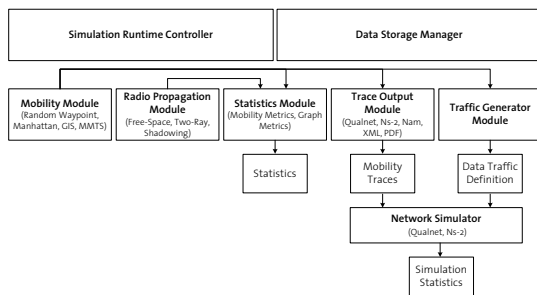 Simulation Runtime Controller
Data Storage Manager
Mobility Module
(Random Waypoint,
Manhattan, GIS, MMTS)
Radio Propagation
Module
(Free-Space, Two-Ray,
Shadowing)
Statistics Module
(Mobility Metrics, Graph
Metrics)
Trace Output
Module
(Qualnet, Ns-2, Nam,
XML, PDF)
Traffic Generator
Module
Statistics
Mobility
Traces
Data Traffic
Definition
Network Simulator
(Qualnet, Ns-2)
Simulation
Statistics